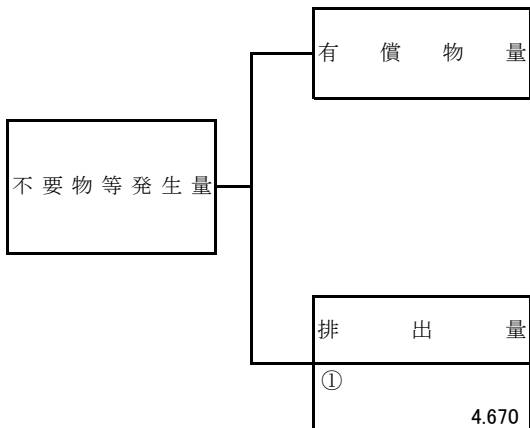 有償物量
不要物等発生量
排出量
①
4.670